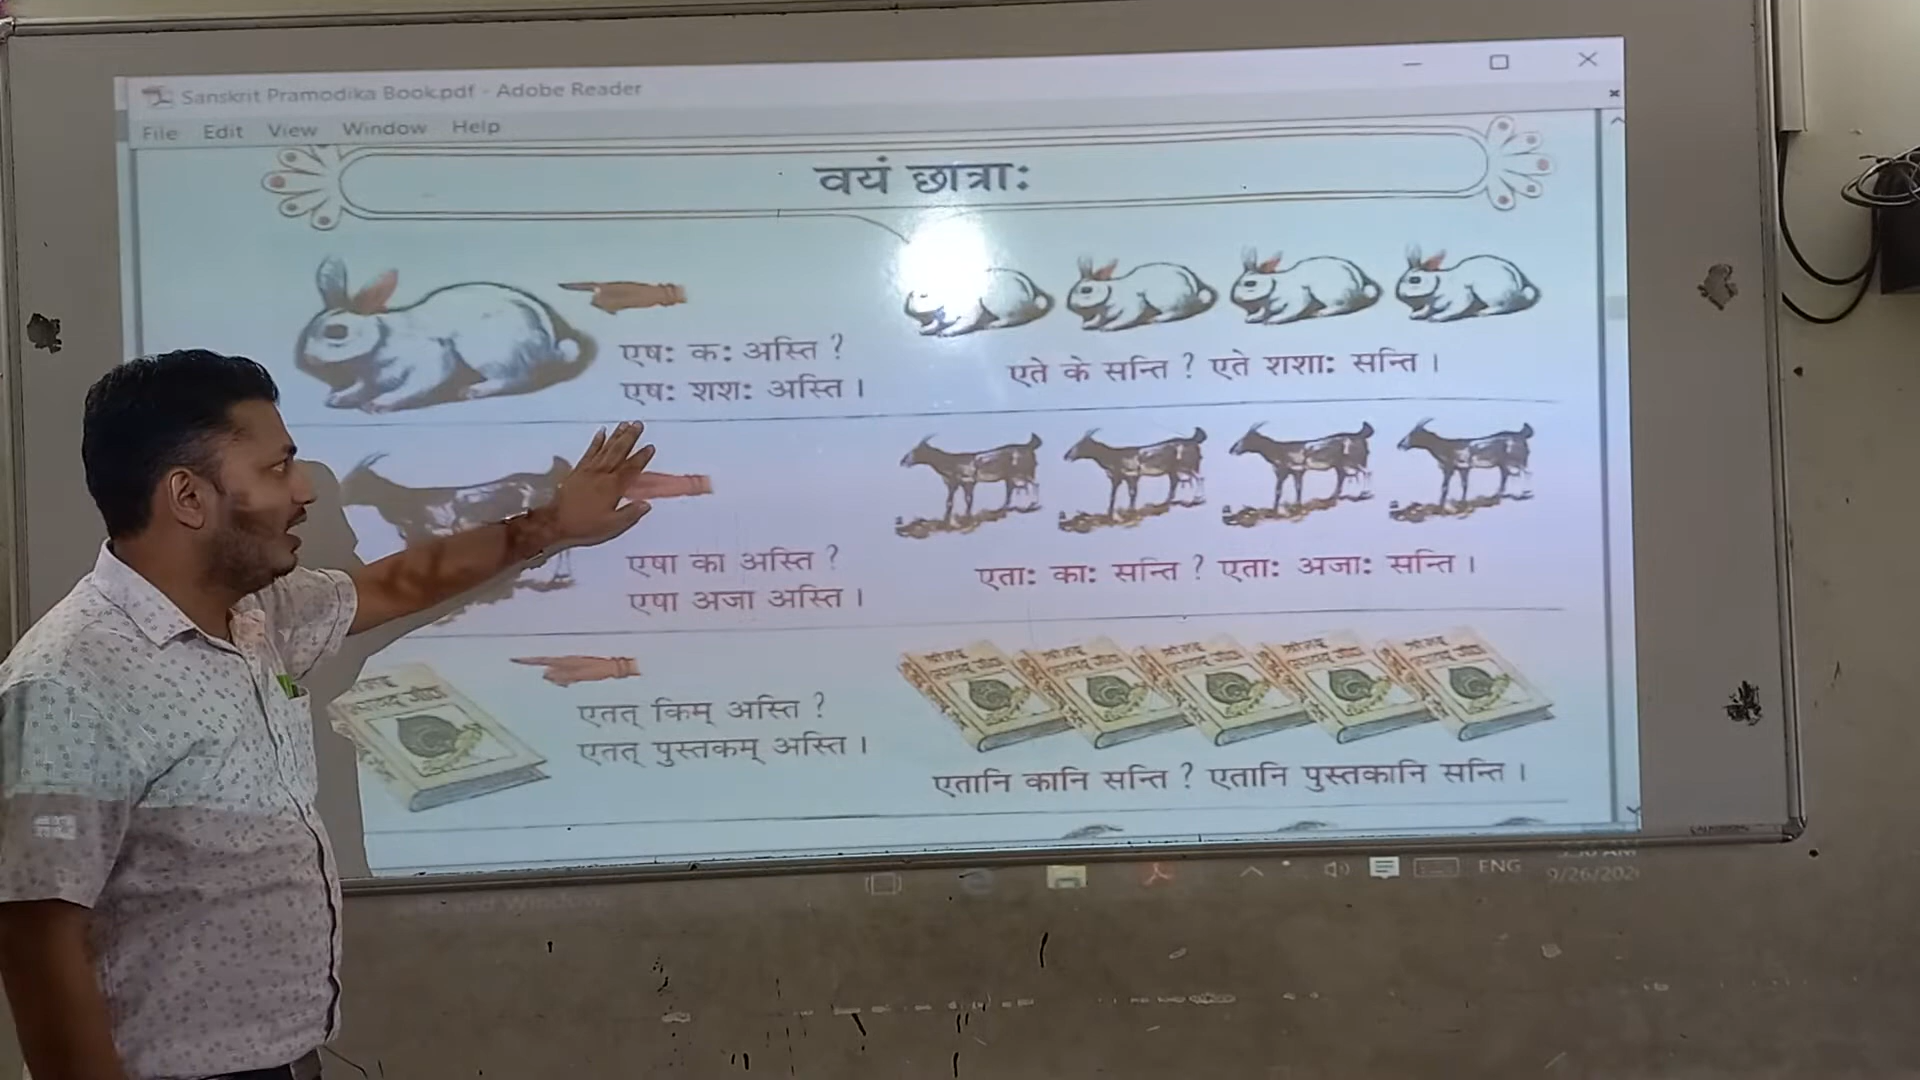 Sanskrit Pramodika Book.pdf - Adobe Reader
File Edit View Window Help
वयं छात्राः
एषः कः अस्ति ?
एषः शशः अस्ति ।
एते के सन्ति ? एते शशाः सन्ति ।
एषा का अस्ति ?
एषा अजा अस्ति ।
एताः काः सन्ति ? एताः अजाः सन्ति ।
एतत् किम् अस्ति ?
एतत् पुस्तकम् अस्ति ।
एतानि कानि सन्ति ? एतानि पुस्तकानि सन्ति ।
ENG